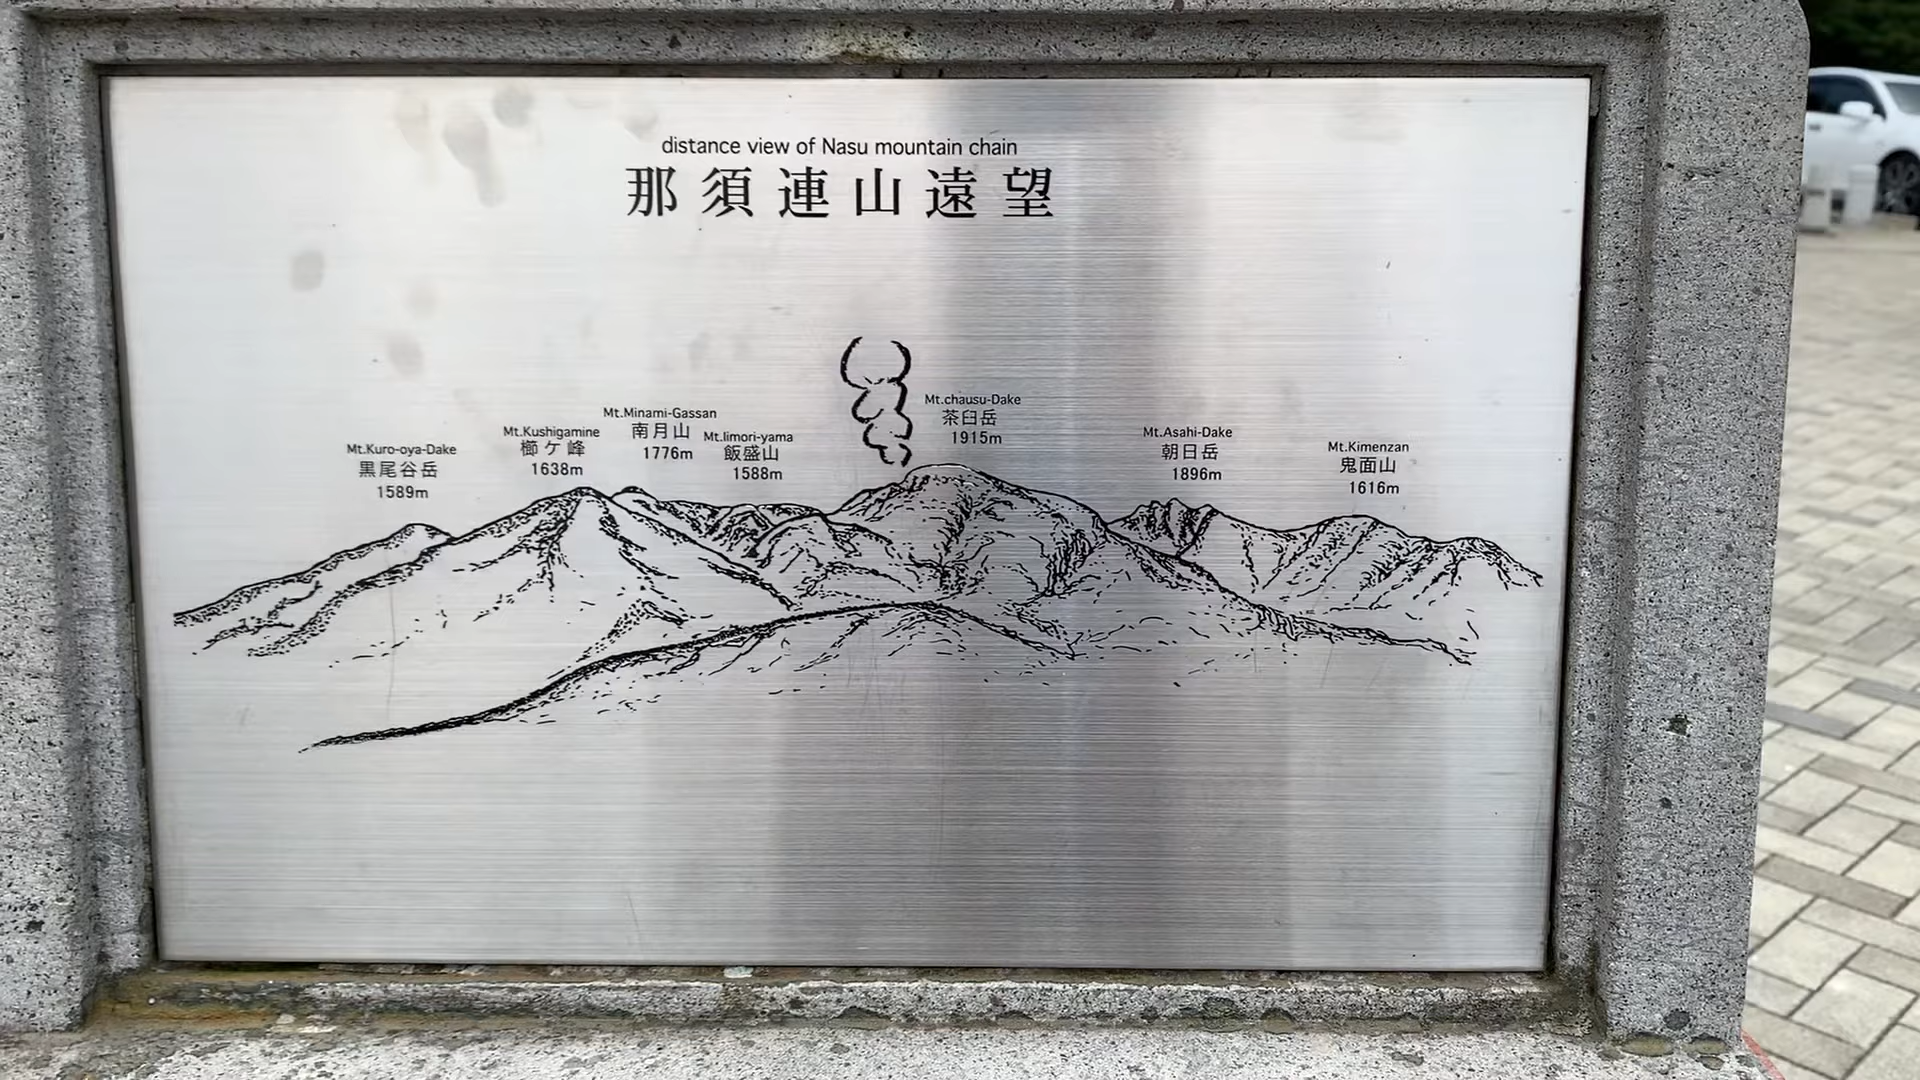 distance view of Nasu mountain chain
那須連山遠望
Mt.Kuro-oya-Dake
黒尾谷岳
1589m
Mt.Kushigamine
櫛ケ峰
1638m
Mt.Minami-Gassan
南月山
1776m
Mt.Iimori-yama
飯盛山
1588m
Mt.chausu-Dake
茶臼岳
1915m
Mt.Asahi-Dake
朝日岳
1896m
Mt.Kimenzan
鬼面山
1616m